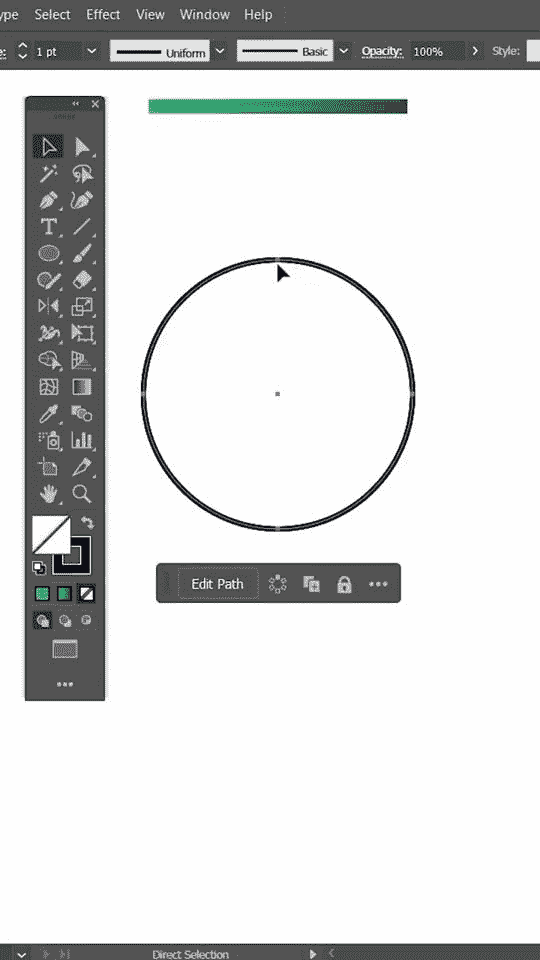 ype Select Effect View Window Help
e: 1 pt Uniform Basic Opacity: 100% Style:
T
Edit Path
Direct Selection